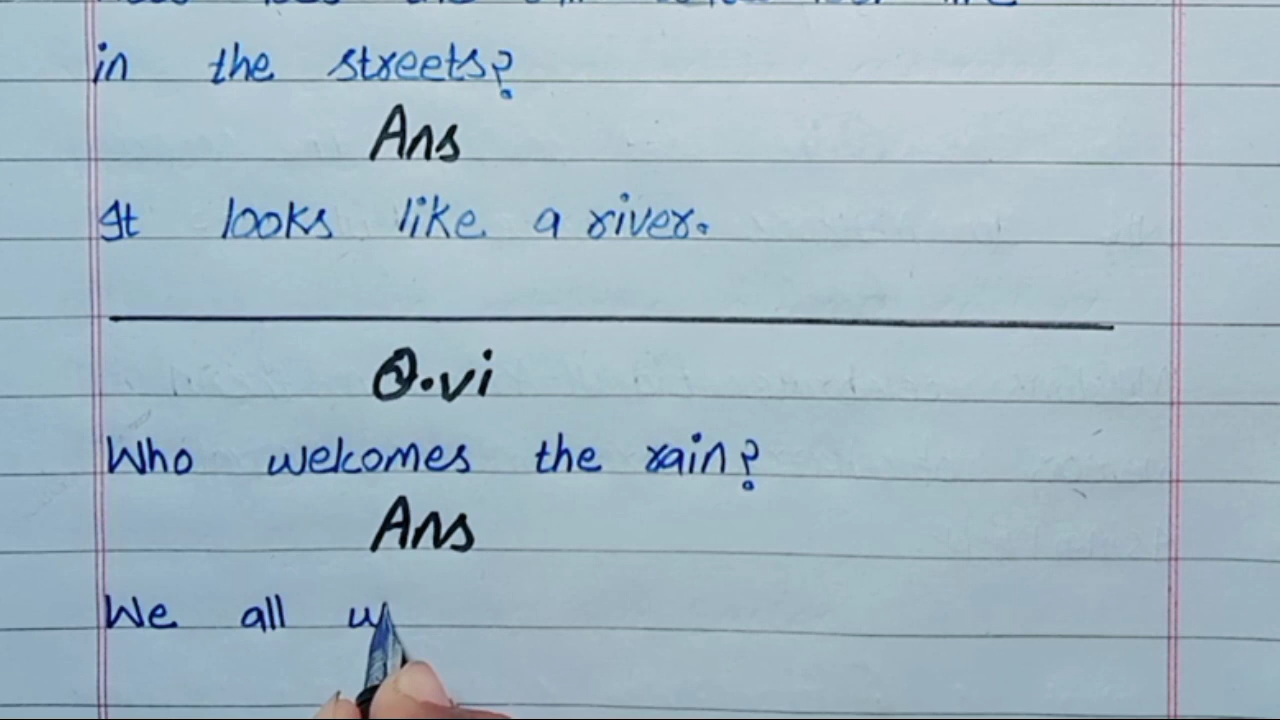 in the streets?
Ans
It looks like a river.
Q.vi
Who welcomes the rain?
Ans
We all w